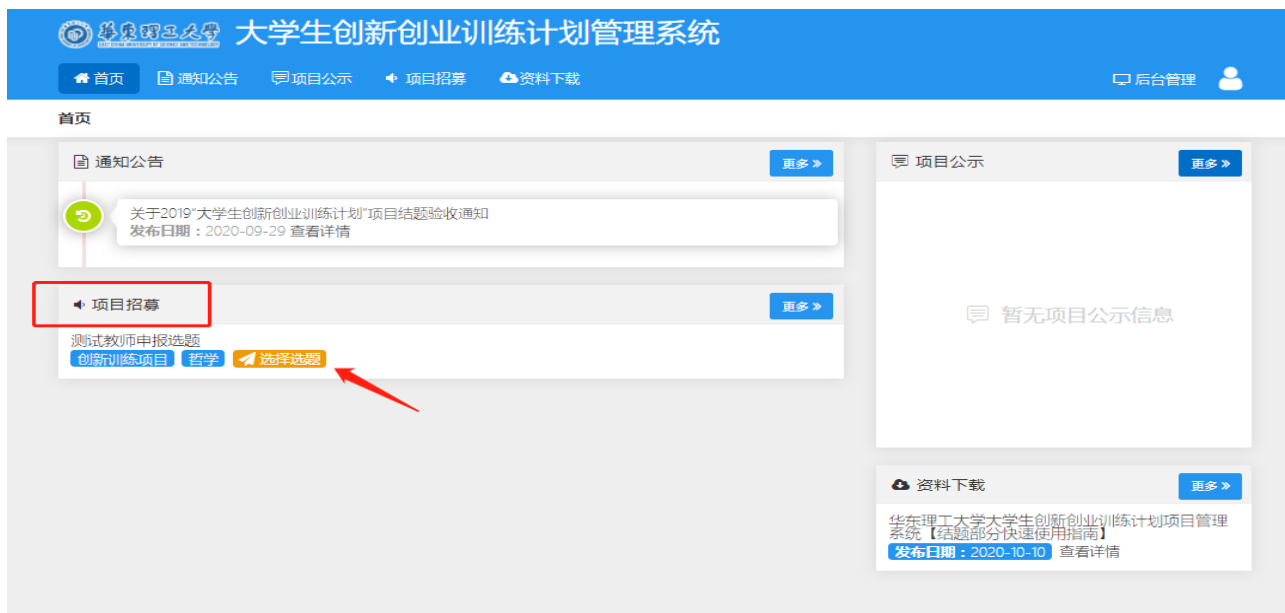 華東理工大學 大学生创新创业训练计划管理系统
首页 通知公告 项目公示 项目招募 资料下载 后台管理
首页
通知公告 更多 »
关于2019"大学生创新创业训练计划"项目结题验收通知
发布日期：2020-09-29 查看详情
项目招募 更多 »
测试教师申报选题
创新训练项目 哲学 选择选题
项目公示 更多 »
暂无项目公示信息
资料下载 更多 »
华东理工大学大学生创新创业训练计划项目管理
系统【结题部分快速使用指南】
发布日期：2020-10-10 查看详情